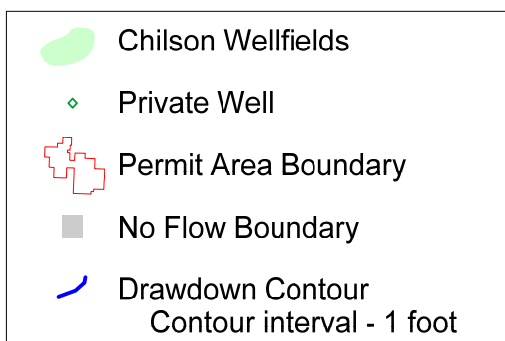 Chilson Wellfields
Private Well
Permit Area Boundary
No Flow Boundary
Drawdown Contour
Contour interval - 1 foot